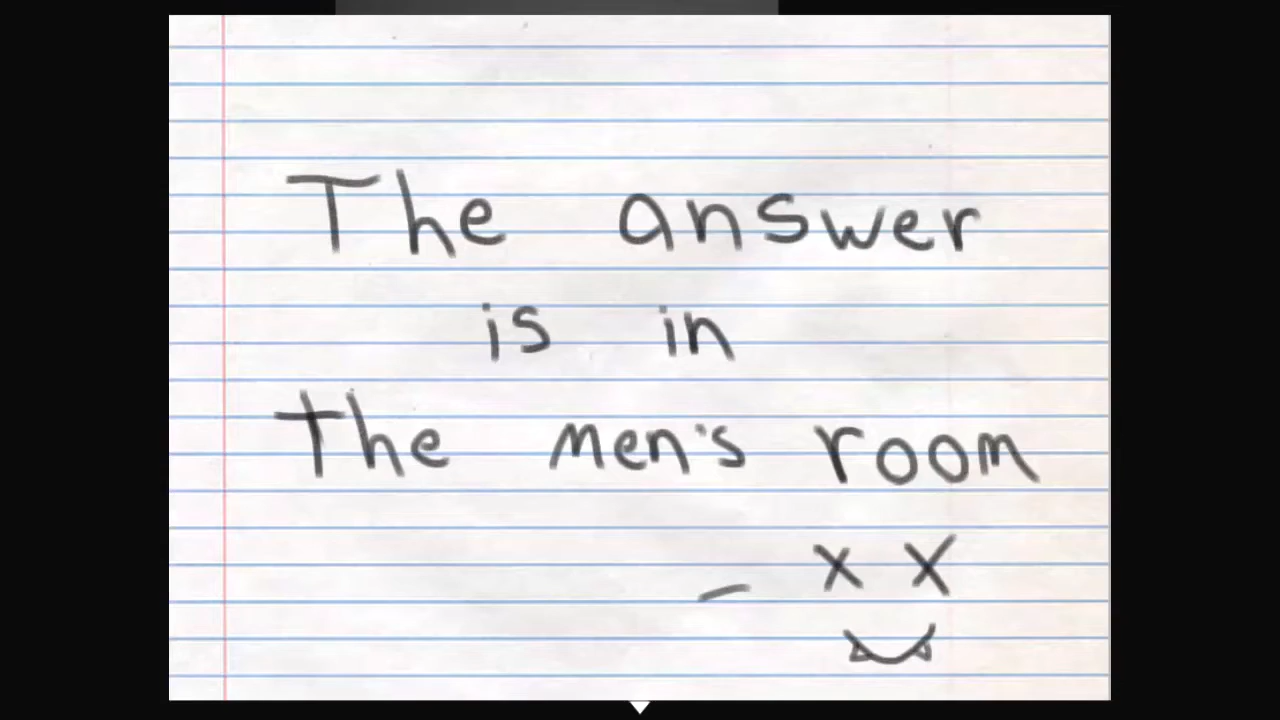 The answer
is in
the men's room
- x x